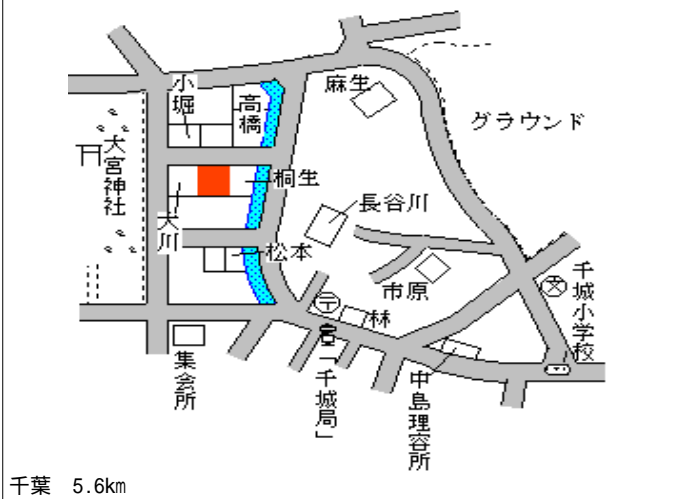 麻生
小堀
高橋
グラウンド
大宮神社
桐生
長谷川
大川
松本
市原
千城小学校
林
集会所
「千城局」
中島理容所
千葉 5.6km